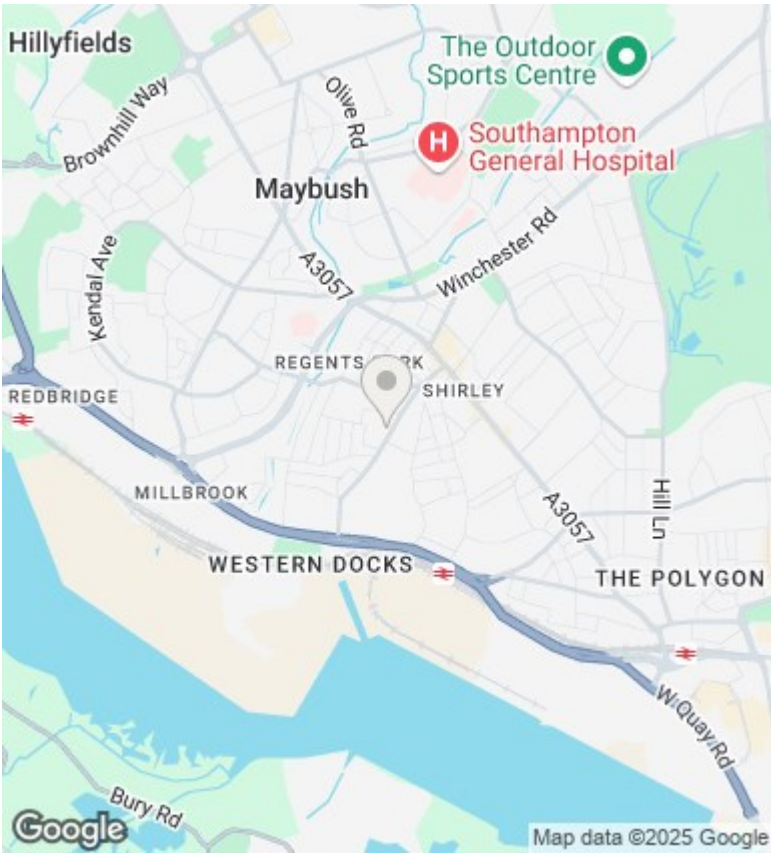 Hillyfields
The Outdoor
Sports Centre
Olive Rd
Brownhill Way
H
Southampton
General Hospital
Maybush
Kendal Ave
Winchester Rd
A3057
REGENTS PARK
SHIRLEY
REDBRIDGE
MILLBROOK
Hill Ln
A3057
WESTERN DOCKS
THE POLYGON
W Quay Rd
Bury Rd
Google
Map data ©2025 Google